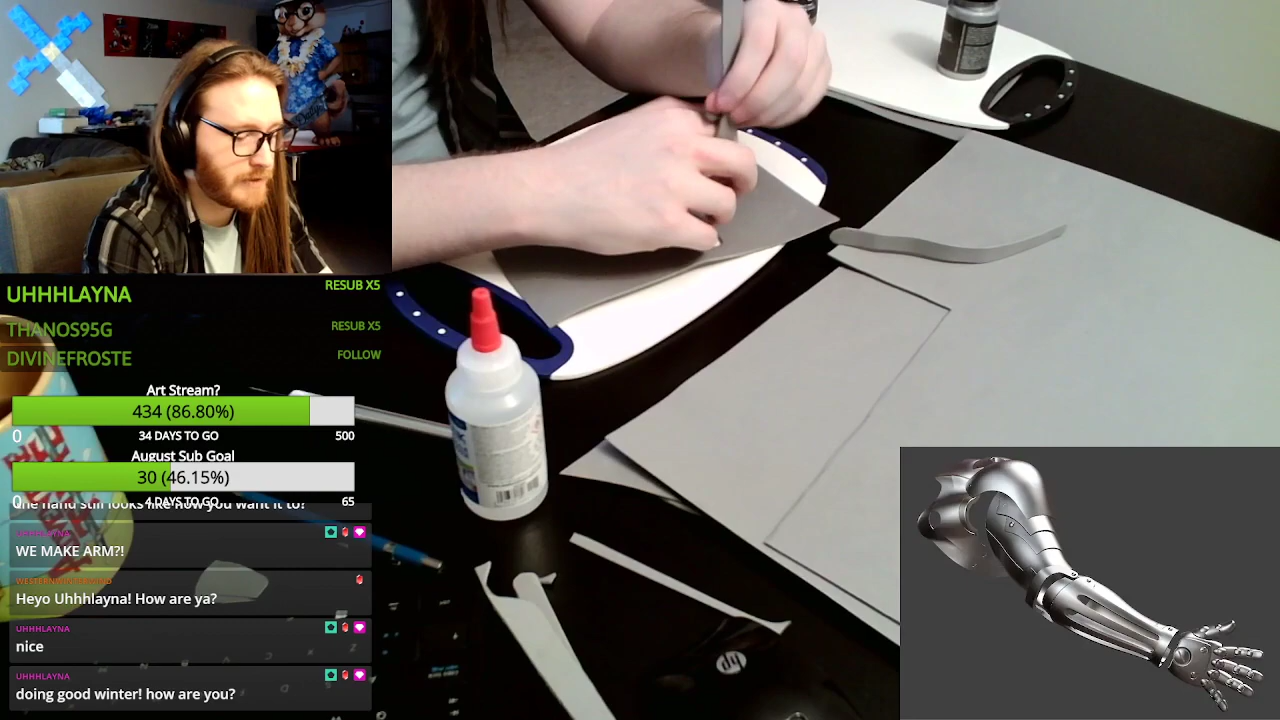 UHHHLAYNA RESUB X5
THANOS95G RESUB X5
DIVINEFROSTE FOLLOW
Art Stream?
434 (86.80%)
0 34 DAYS TO GO 500
August Sub Goal
30 (46.15%)
0 4 DAYS TO GO 65
one hand still looks like how you want it to?
UHHHLAYNA
WE MAKE ARM?!
WESTERNWINTERWIND
Heyo Uhhhlayna! How are ya?
UHHHLAYNA
nice
UHHHLAYNA
doing good winter! how are you?
hp